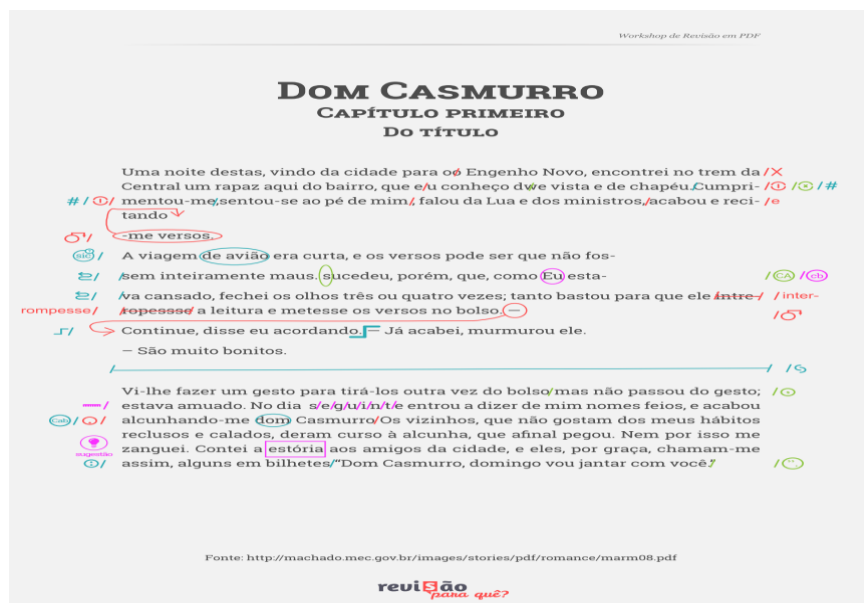 Workshop de Revisão em PDF
DOM CASMURRO
CAPÍTULO PRIMEIRO
DO TÍTULO
Uma noite destas, vindo da cidade para oo Engenho Novo, encontrei no trem da /X
Central um rapaz aqui do bairro, que e/u conheço dwe vista e de chapéu.Cumpri- /
# / mentou-me,sentou-se ao pé de mim/, falou da Lua e dos ministros,/acabou e reci- /e
tando
-me versos.
sic / A viagem de avião era curta, e os versos pode ser que não fos-
/sem inteiramente maus. sucedeu, porém, que, como Eu esta- /CA /cb
/va cansado, fechei os olhos três ou quatro vezes; tanto bastou para que ele intre- / /inter-
rompesse/ /ropessse a leitura e metesse os versos no bolso. —
Continue, disse eu acordando. — Já acabei, murmurou ele.
— São muito bonitos.
Vi-lhe fazer um gesto para tirá-los outra vez do bolso/mas não passou do gesto;
estava amuado. No dia s/e/g/u/i/n/t/e entrou a dizer de mim nomes feios, e acabou
Cab / alcunhando-me dom Casmurro/Os vizinhos, que não gostam dos meus hábitos
reclusos e calados, deram curso à alcunha, que afinal pegou. Nem por isso me
sugestão zanguei. Contei a estória aos amigos da cidade, e eles, por graça, chamam-me
assim, alguns em bilhetes/“Dom Casmurro, domingo vou jantar com você.”
Fonte: http://machado.mec.gov.br/images/stories/pdf/romance/marm08.pdf
reviSão
para quê?